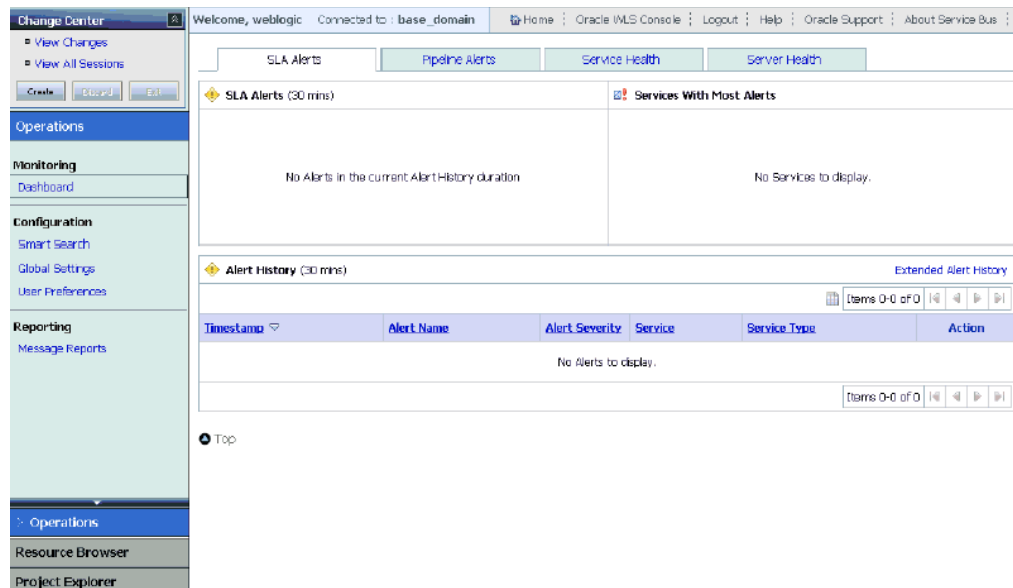 Change Center
View Changes
View All Sessions
Create Discard Exit
Operations
Monitoring
Dashboard
Configuration
Smart Search
Global Settings
User Preferences
Reporting
Message Reports
Operations
Resource Browser
Project Explorer
Welcome, weblogic Connected to : base_domain Home Oracle WLS Console Logout Help Oracle Support About Service Bus
SLA Alerts Pipeline Alerts Service Health Server Health
SLA Alerts (30 mins)
No Alerts in the current Alert History duration
Services With Most Alerts
No Services to display.
Alert History (30 mins) Extended Alert History
Items 0-0 of 0
Timestamp Alert Name Alert Severity Service Service Type Action
No Alerts to display.
Items 0-0 of 0
Top